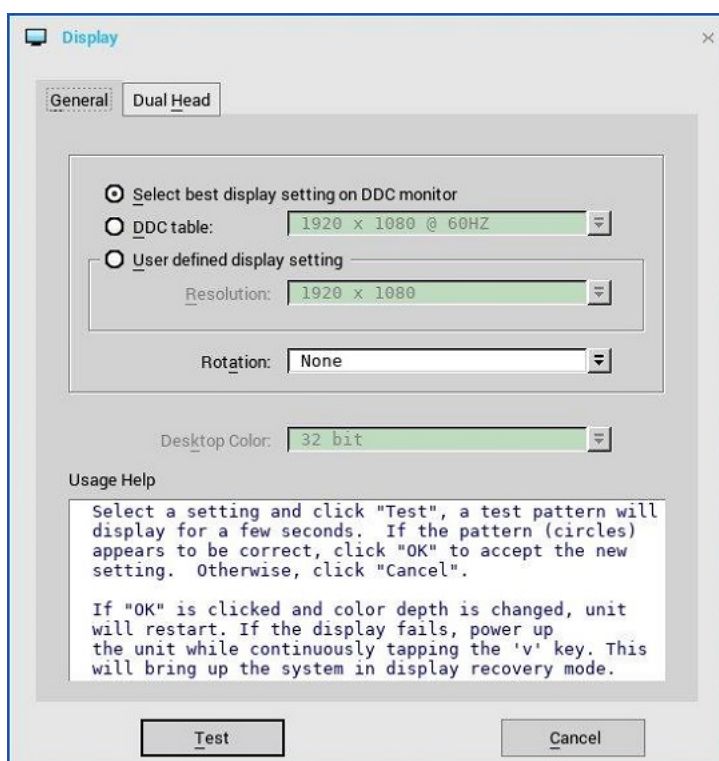 Display
General Dual Head
Select best display setting on DDC monitor
DDC table: 1920 x 1080 @ 60HZ
User defined display setting
Resolution: 1920 x 1080
Rotation: None
Desktop Color: 32 bit
Usage Help
Select a setting and click "Test", a test pattern will
display for a few seconds.  If the pattern (circles)
appears to be correct, click "OK" to accept the new
setting.  Otherwise, click "Cancel".
If "OK" is clicked and color depth is changed, unit
will restart. If the display fails, power up
the unit while continuously tapping the 'v' key. This
will bring up the system in display recovery mode.
Test Cancel